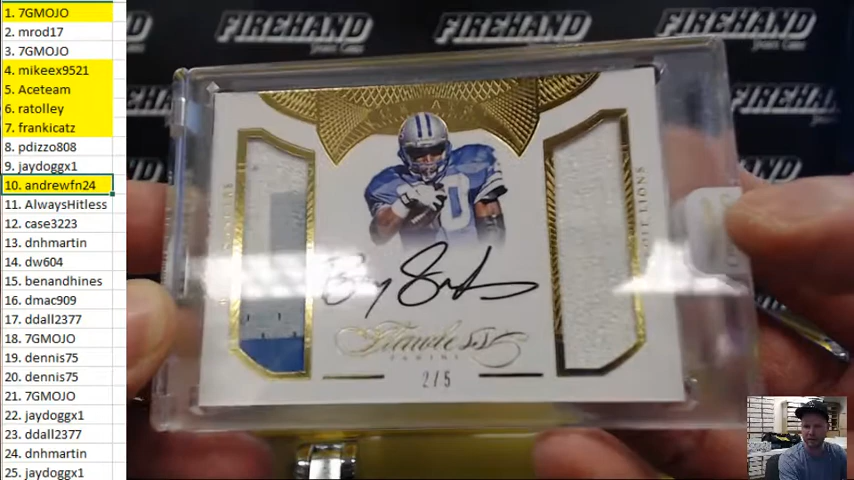 1. 7GMOJO
2. mrod17
3. 7GMOJO
4. mikeex9521
5. Aceteam
6. ratolley
7. frankicatz
8. pdizzo808
9. jaydoggx1
10. andrewfn24
11. AlwaysHitless
12. case3223
13. dnhmartin
14. dw604
15. benandhines
16. dmac909
17. ddall2377
18. 7GMOJO
19. dennis75
20. dennis75
21. 7GMOJO
22. jaydoggx1
23. ddall2377
24. dnhmartin
25. jaydoggx1
FIREHAND
FIREHAND
FIREHAND
LIONS
Flawless
PANINI
2/5